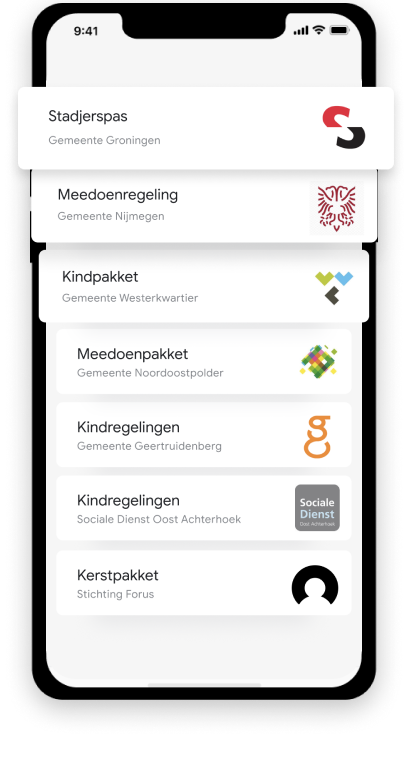 9:41
Stadjerspas
Gemeente Groningen
Meedoenregeling
Gemeente Nijmegen
Kindpakket
Gemeente Westerkwartier
Meedoenpakket
Gemeente Noordoostpolder
Kindregelingen
Gemeente Geertruidenberg
Kindregelingen
Sociale Dienst Oost Achterhoek
Sociale
Dienst
Oost Achterhoek
Kerstpakket
Stichting Forus